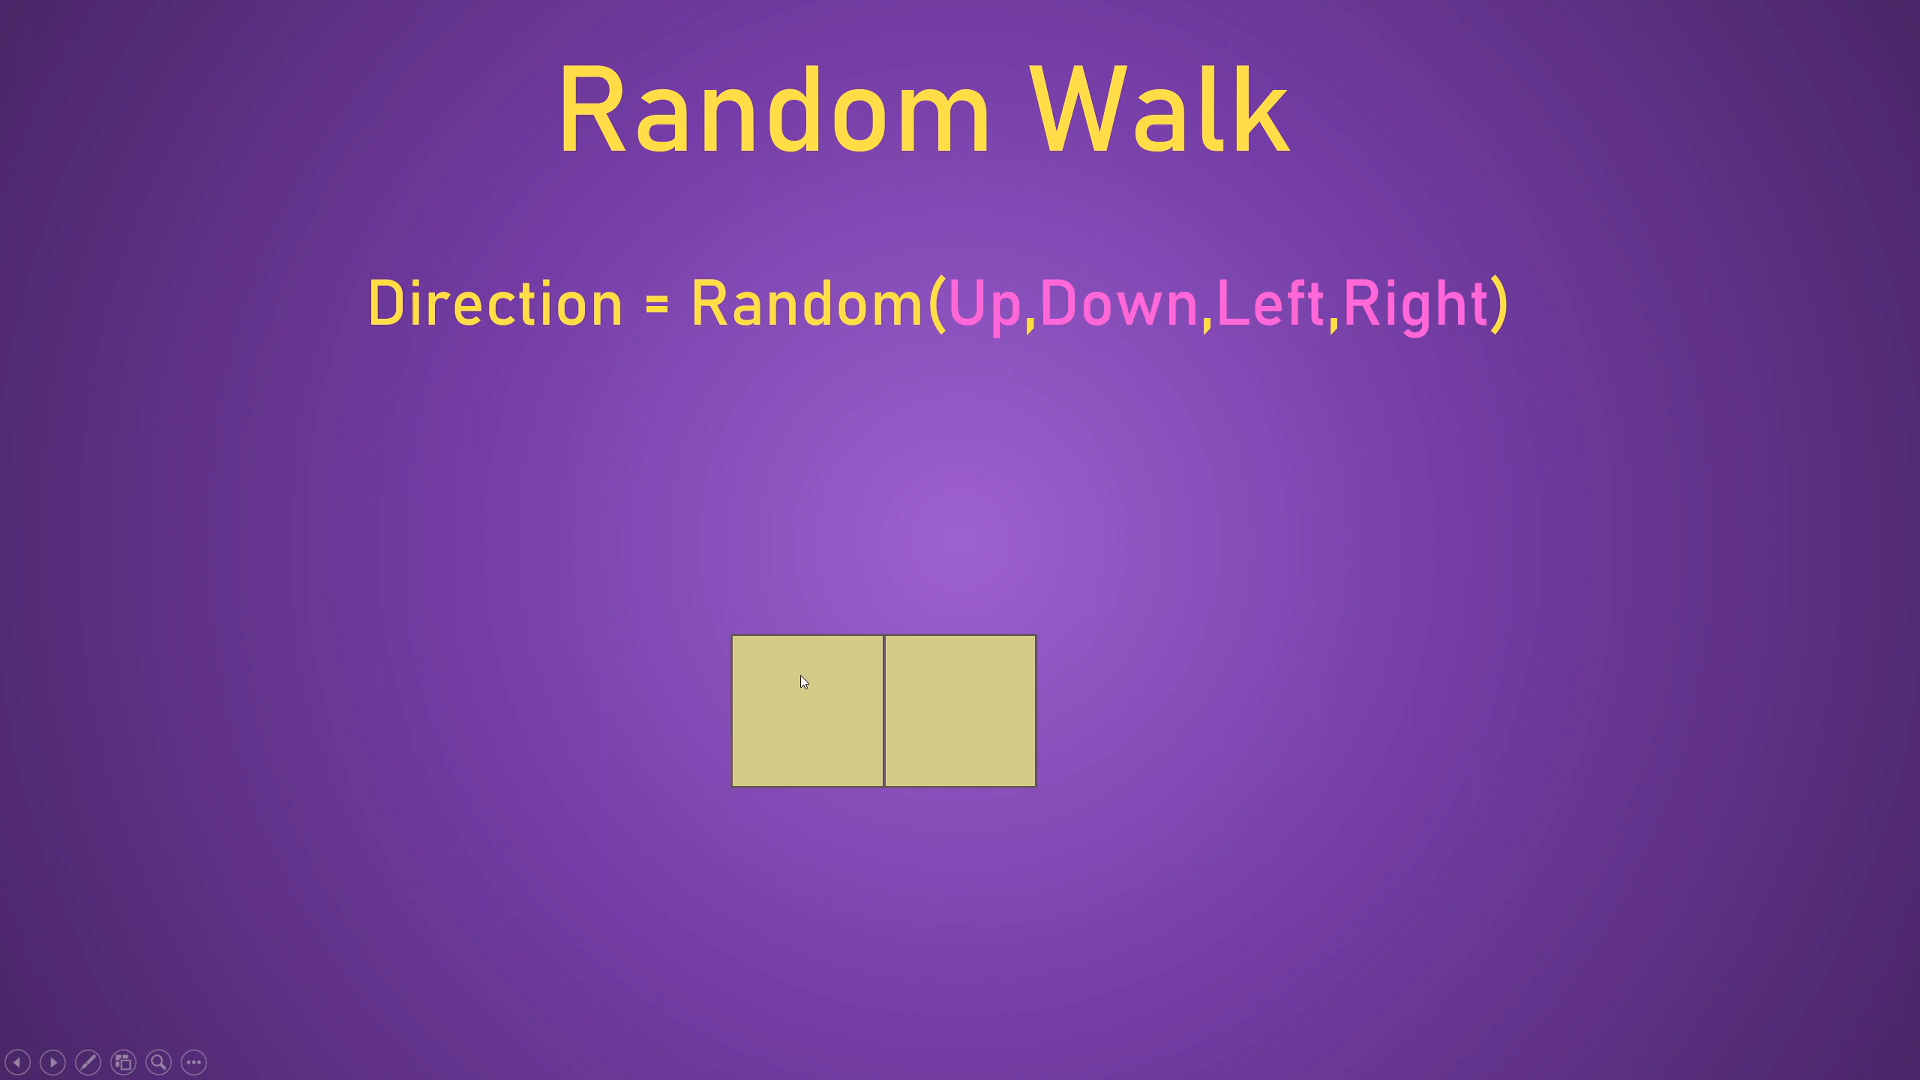 Random Walk
Direction = Random(Up,Down,Left,Right)